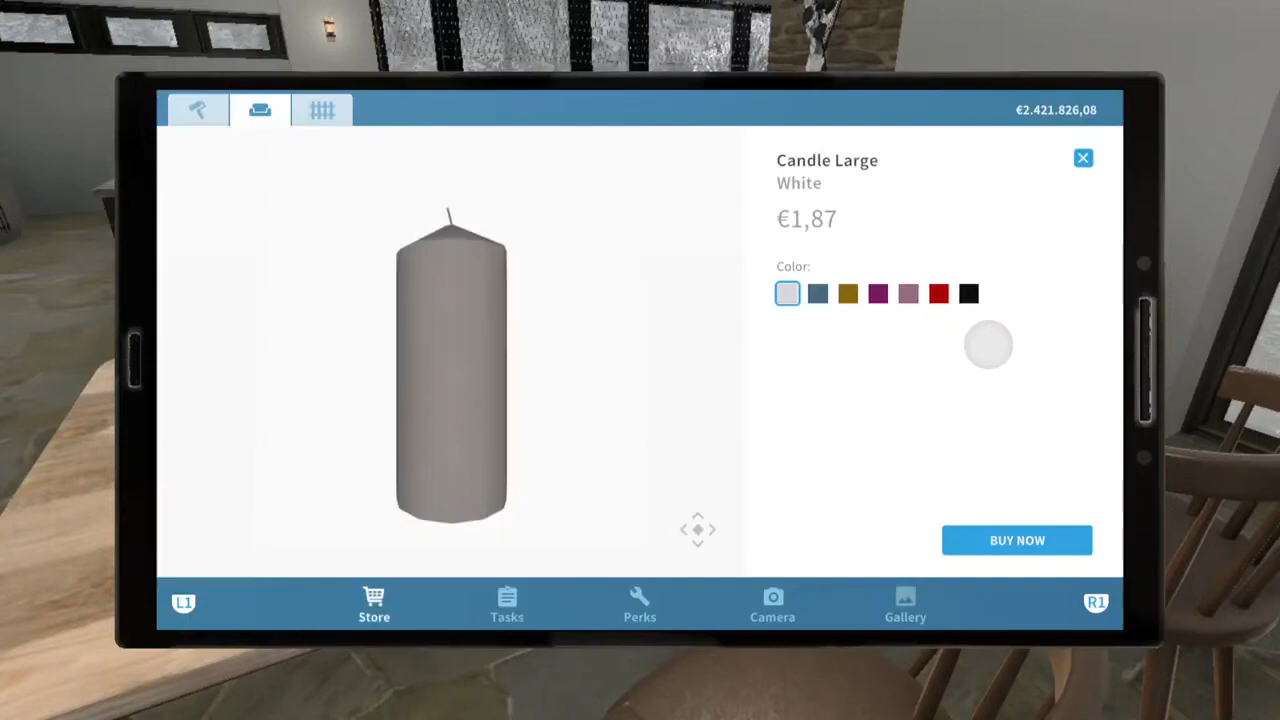 €2.421.826,08
Candle Large
White
€1,87
Color:
BUY NOW
L1
Store
Tasks
Perks
Camera
Gallery
R1